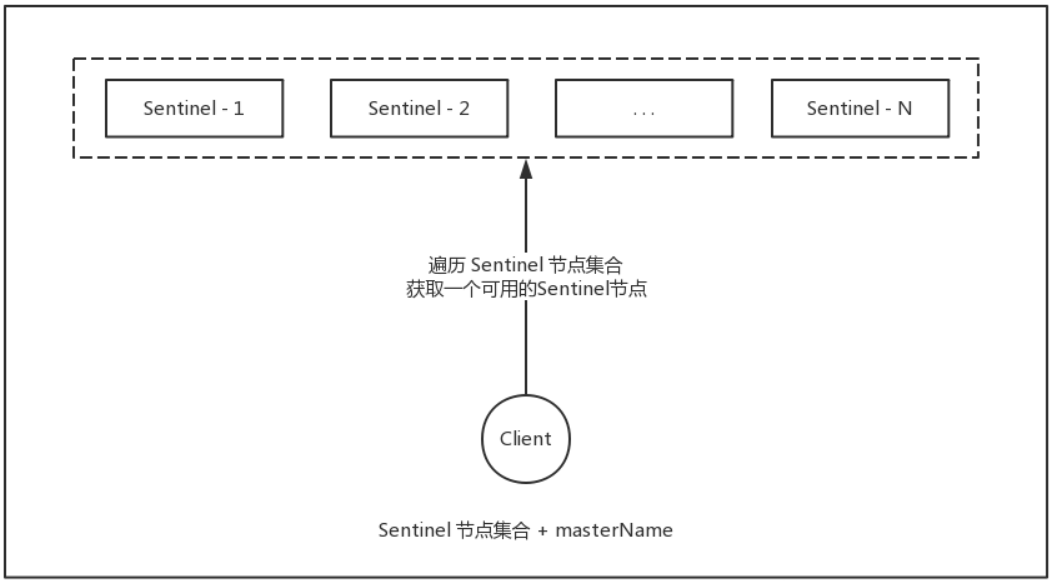 Sentinel - 1
Sentinel - 2
...
Sentinel - N
遍历 Sentinel 节点集合
获取一个可用的Sentinel节点
Client
Sentinel 节点集合 + masterName